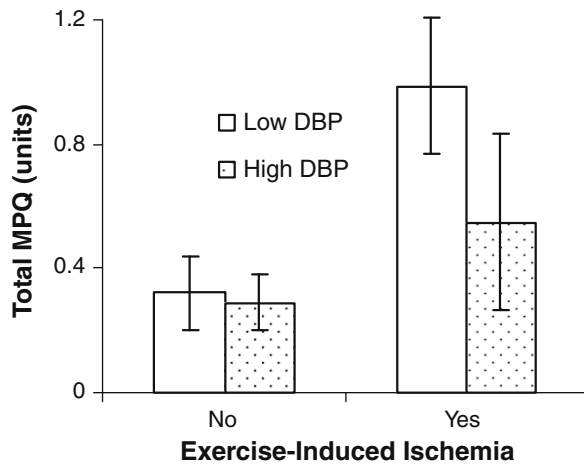 1.2
0.8
0.4
0
Total MPQ (units)
Low DBP
High DBP
No Yes
Exercise-Induced Ischemia